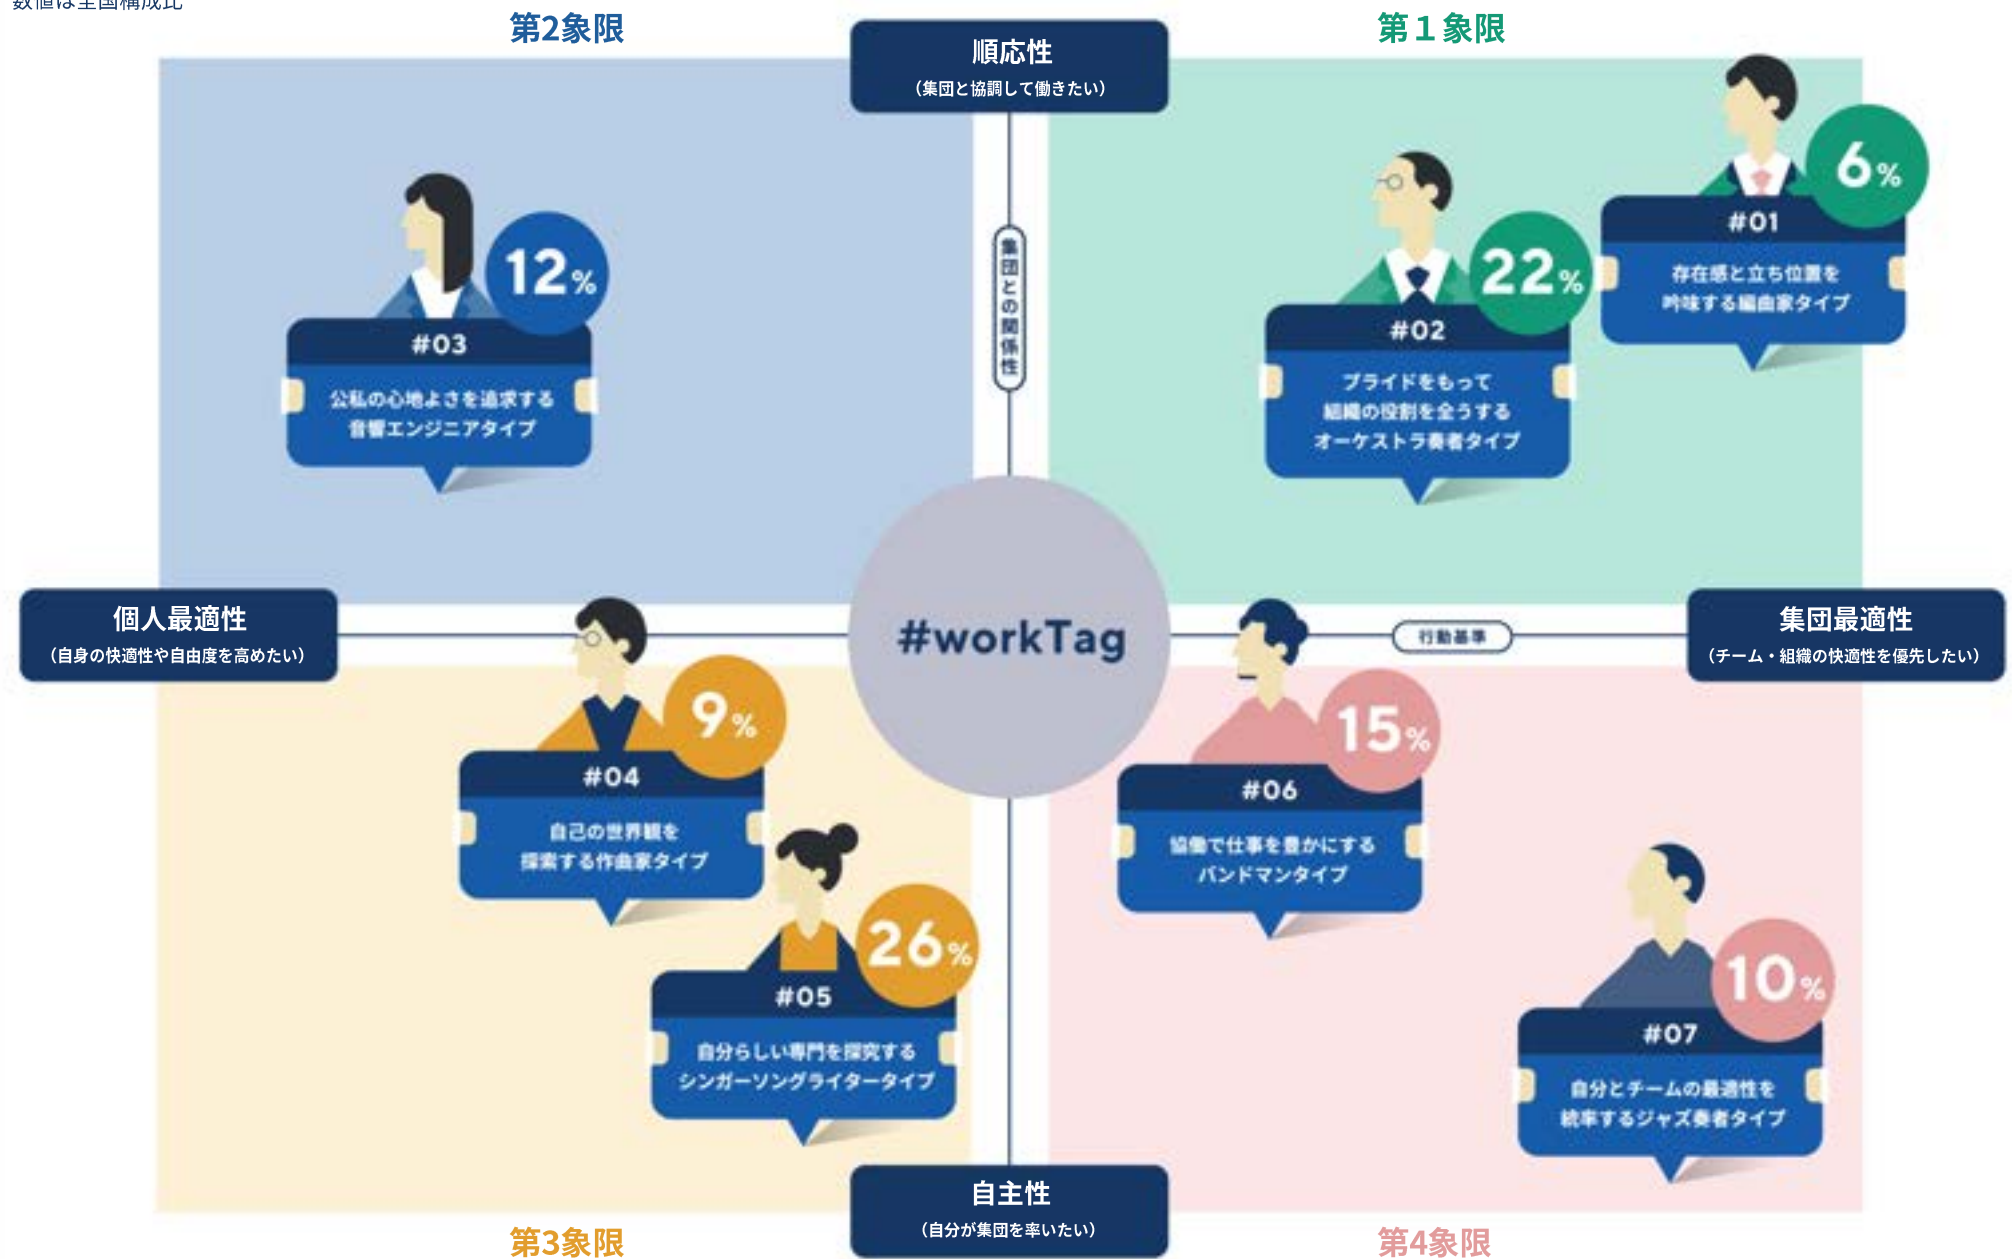 数値は全国構成比
第2象限
第１象限
順応性
（集団と協調して働きたい）
6%
#01
存在感と立ち位置を
吟味する編曲家タイプ
22%
#02
プライドをもって
組織の役割を全うする
オーケストラ奏者タイプ
12%
#03
公私の心地よさを追求する
音響エンジニアタイプ
集団との関係性
個人最適性
（自身の快適性や自由度を高めたい）
#workTag
行動基準
集団最適性
（チーム・組織の快適性を優先したい）
9%
#04
自己の世界観を
探索する作曲家タイプ
26%
#05
自分らしい専門を探究する
シンガーソングライタータイプ
15%
#06
協働で仕事を豊かにする
バンドマンタイプ
10%
#07
自分とチームの最適性を
統率するジャズ奏者タイプ
自主性
（自分が集団を率いたい）
第3象限
第4象限